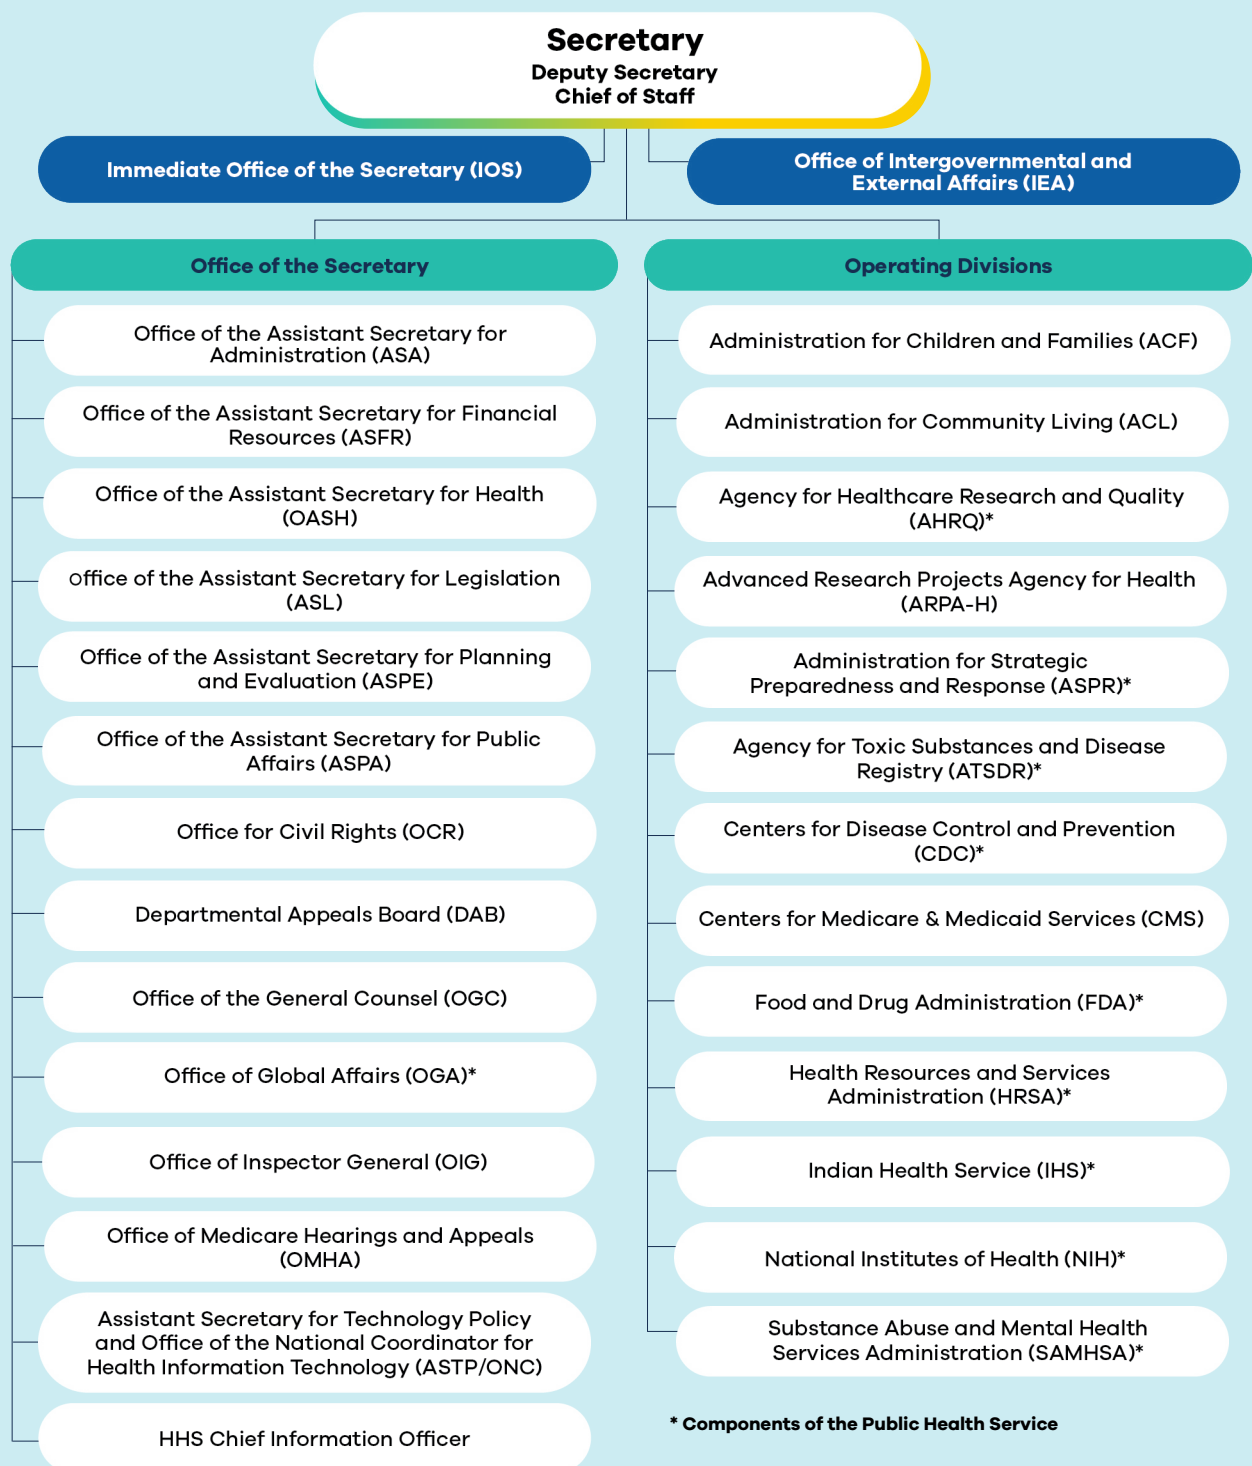 Secretary
Deputy Secretary
Chief of Staff
Immediate Office of the Secretary (IOS)
Office of Intergovernmental and
External Affairs (IEA)
Office of the Secretary
Office of the Assistant Secretary for
Administration (ASA)
Office of the Assistant Secretary for Financial
Resources (ASFR)
Office of the Assistant Secretary for Health
(OASH)
Office of the Assistant Secretary for Legislation
(ASL)
Office of the Assistant Secretary for Planning
and Evaluation (ASPE)
Office of the Assistant Secretary for Public
Affairs (ASPA)
Office for Civil Rights (OCR)
Departmental Appeals Board (DAB)
Office of the General Counsel (OGC)
Office of Global Affairs (OGA)*
Office of Inspector General (OIG)
Office of Medicare Hearings and Appeals
(OMHA)
Assistant Secretary for Technology Policy
and Office of the National Coordinator for
Health Information Technology (ASTP/ONC)
HHS Chief Information Officer
Operating Divisions
Administration for Children and Families (ACF)
Administration for Community Living (ACL)
Agency for Healthcare Research and Quality
(AHRQ)*
Advanced Research Projects Agency for Health
(ARPA-H)
Administration for Strategic
Preparedness and Response (ASPR)*
Agency for Toxic Substances and Disease
Registry (ATSDR)*
Centers for Disease Control and Prevention
(CDC)*
Centers for Medicare & Medicaid Services (CMS)
Food and Drug Administration (FDA)*
Health Resources and Services
Administration (HRSA)*
Indian Health Service (IHS)*
National Institutes of Health (NIH)*
Substance Abuse and Mental Health
Services Administration (SAMHSA)*
* Components of the Public Health Service